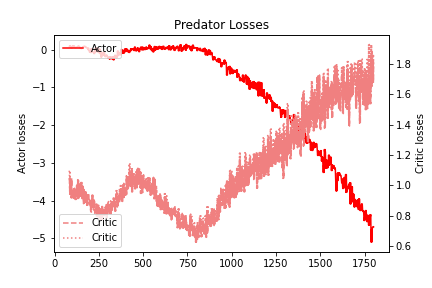 Predator Losses
Actor
Actor losses
Critic losses
Critic
Critic
0
−1
−2
−3
−4
−5
1.8
1.6
1.4
1.2
1.0
0.8
0.6
0 250 500 750 1000 1250 1500 1750